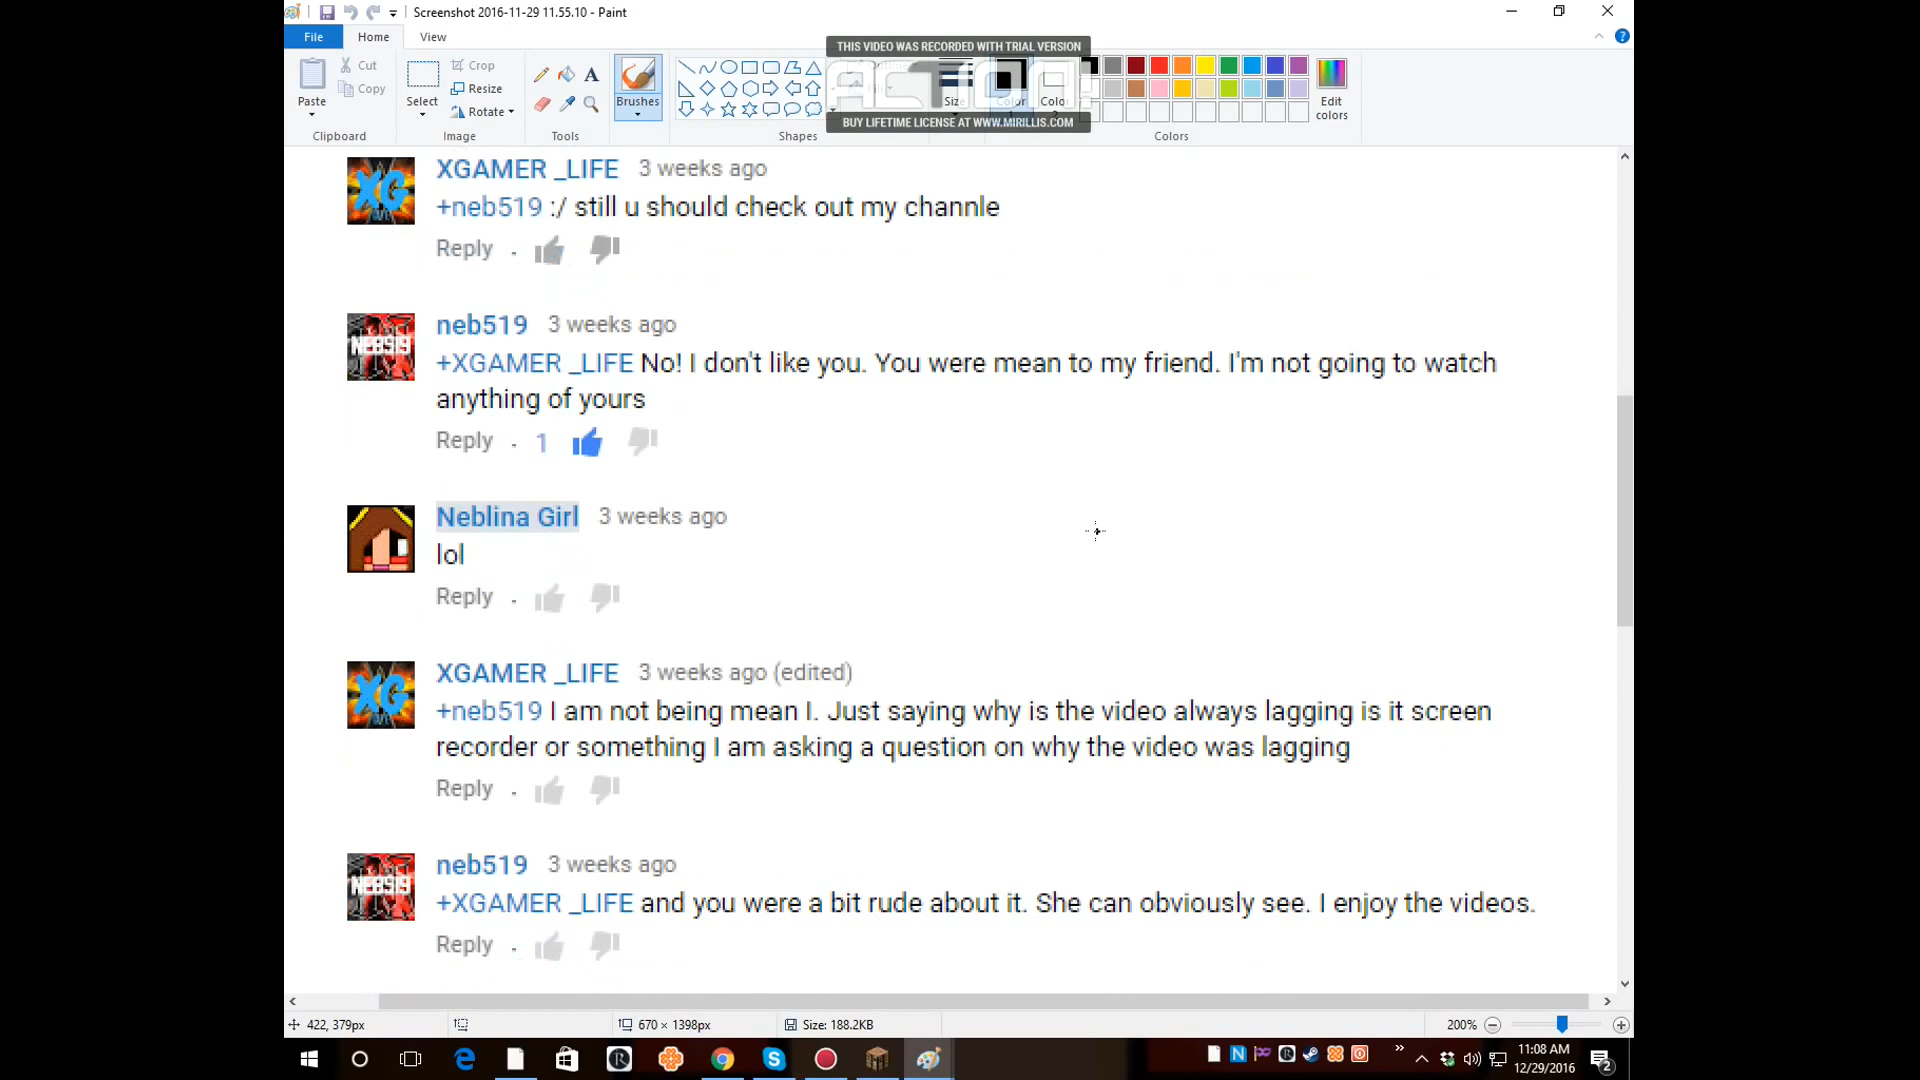 Screenshot 2016-11-29 11.55.10 - Paint
File Home View
THIS VIDEO WAS RECORDED WITH TRIAL VERSION
ACTION!
BUY LIFETIME LICENSE AT WWW.MIRILLIS.COM
Paste
Cut
Copy
Clipboard
Select
Crop
Resize
Rotate
Image
A
Tools
Brushes
Shapes
Size
Color
Color
Edit
colors
Colors
XG
XGAMER _LIFE 3 weeks ago
+neb519 :/ still u should check out my channle
Reply
NEB519
neb519 3 weeks ago
+XGAMER _LIFE No! I don't like you. You were mean to my friend. I'm not going to watch
anything of yours
Reply 1
Neblina Girl 3 weeks ago
lol
Reply
XG
XGAMER _LIFE 3 weeks ago (edited)
+neb519 I am not being mean I. Just saying why is the video always lagging is it screen
recorder or something I am asking a question on why the video was lagging
Reply
NEB519
neb519 3 weeks ago
+XGAMER _LIFE and you were a bit rude about it. She can obviously see. I enjoy the videos.
Reply
422, 379px 670 × 1398px Size: 188.2KB 200%
11:08 AM
12/29/2016
2